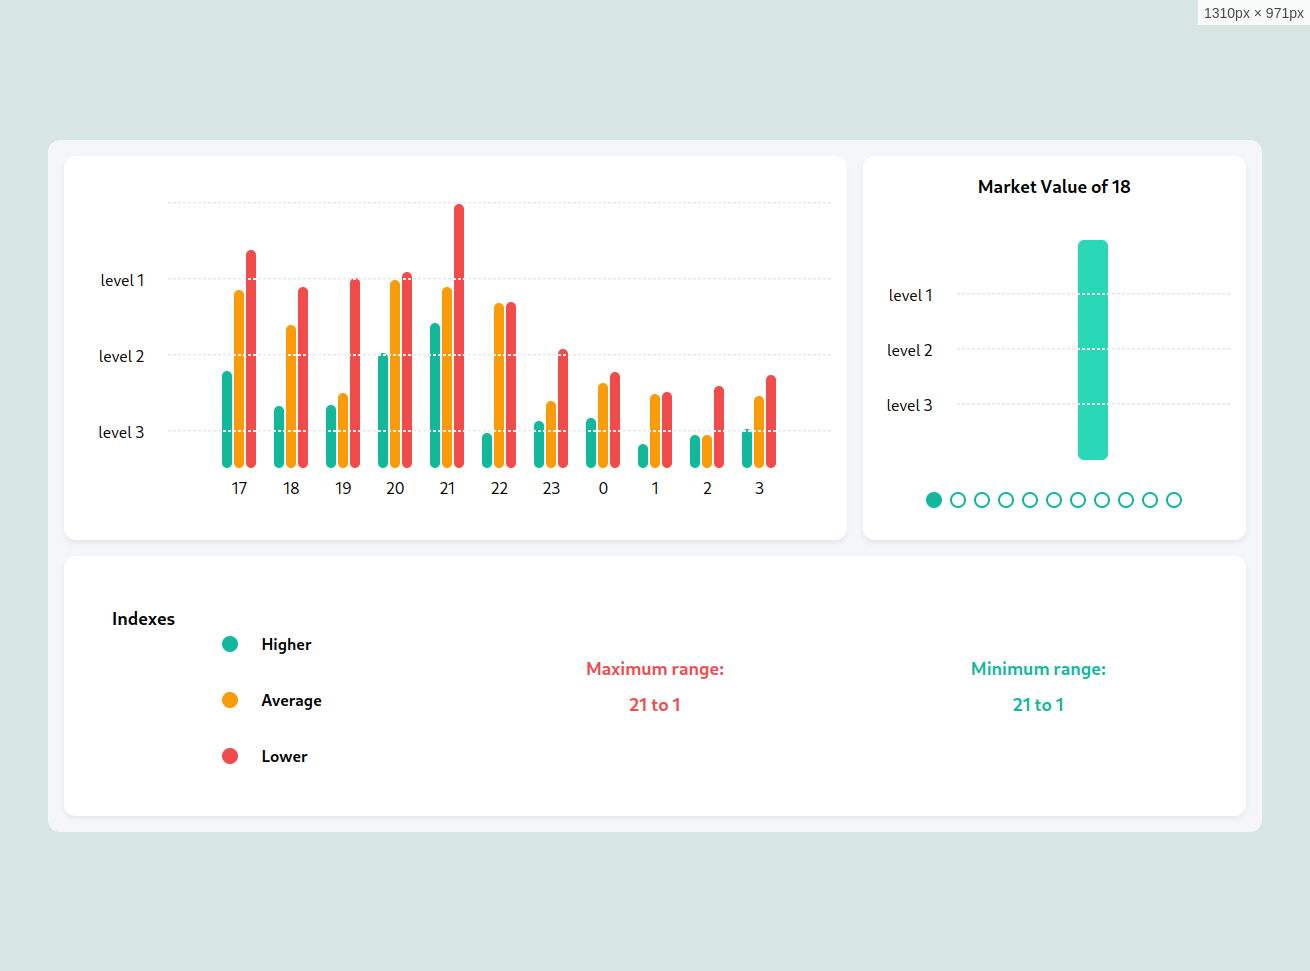 1310px × 971px
level 1
level 2
level 3
17 18 19 20 21 22 23 0 1 2 3
Market Value of 18
level 1
level 2
level 3
Indexes
Higher
Average
Lower
Maximum range:
21 to 1
Minimum range:
21 to 1